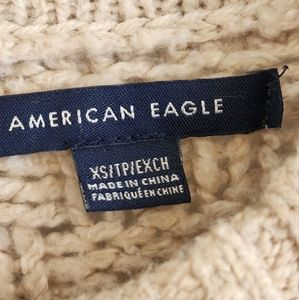 AMERICAN EAGLE
XS/TP/EXCH
MADE IN CHINA
FABRIQUÉ EN CHINE